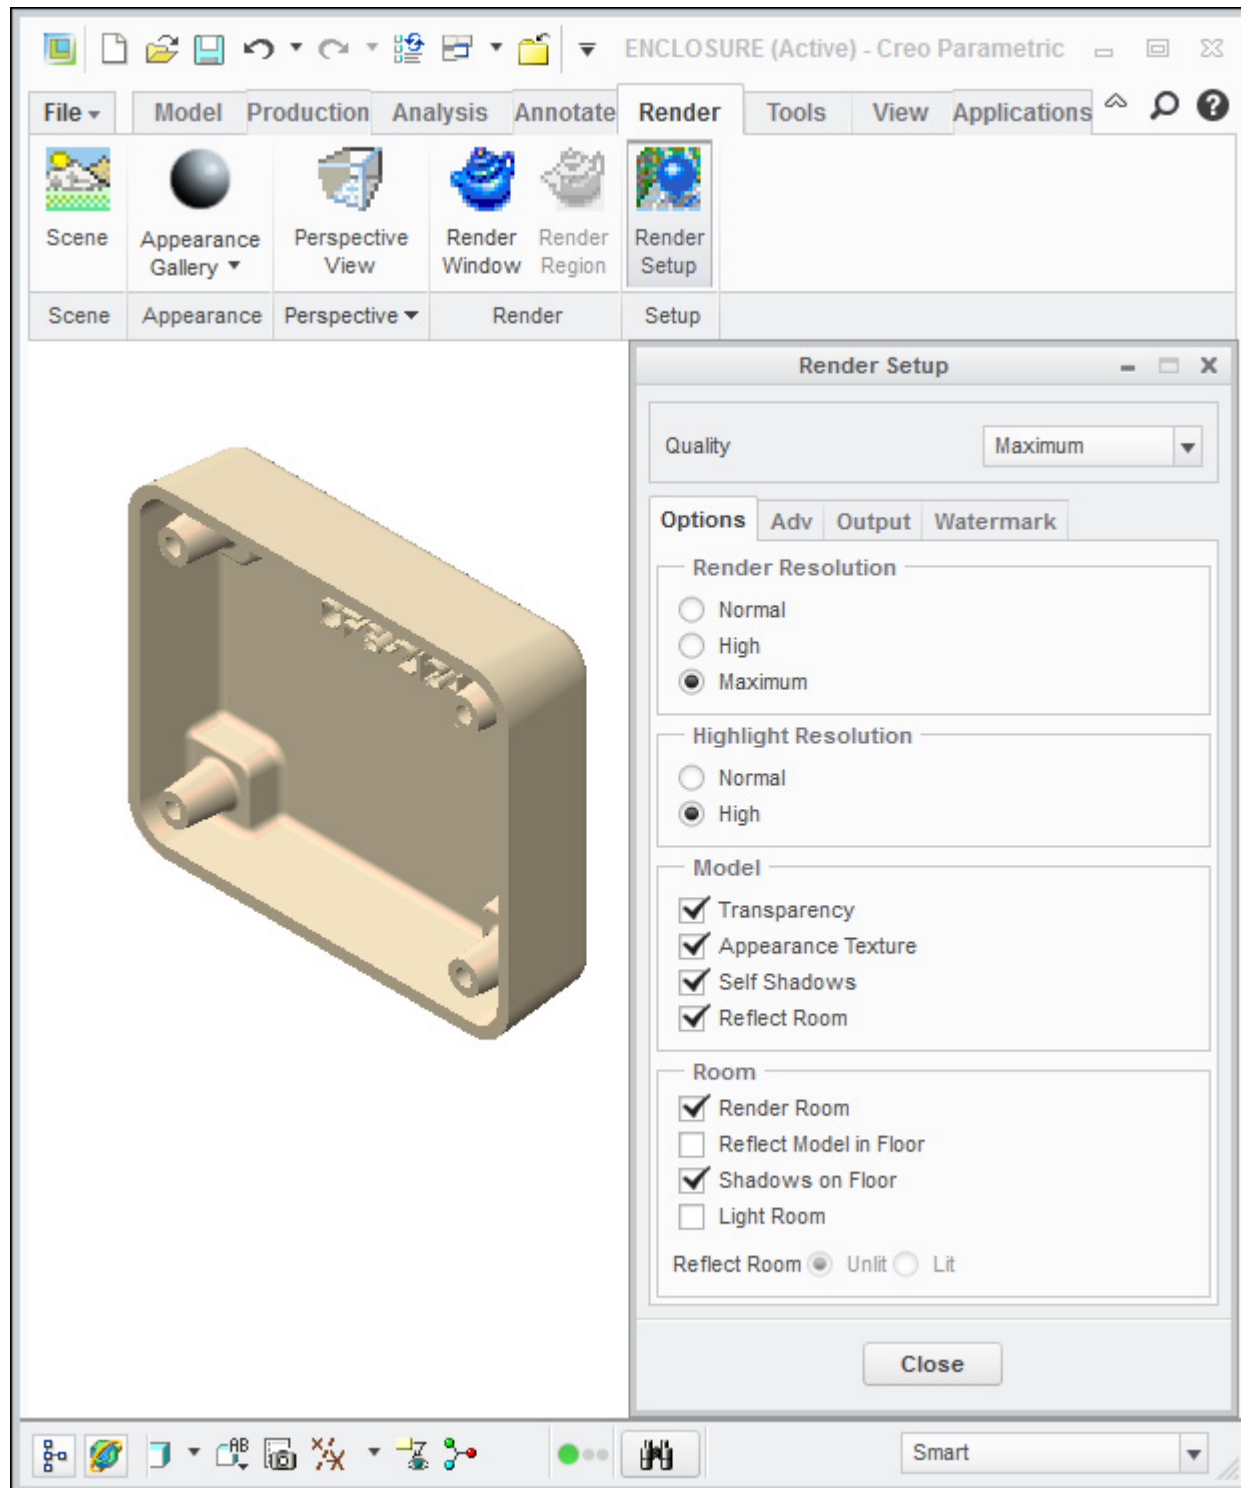 ENCLOSURE (Active) - Creo Parametric
File Model Production Analysis Annotate Render Tools View Applications
Scene
Appearance Gallery
Perspective View
Render Window
Render Region
Render Setup
Scene Appearance Perspective Render Setup
Render Setup
Quality Maximum
Options Adv Output Watermark
Render Resolution
Normal
High
Maximum
Highlight Resolution
Normal
High
Model
Transparency
Appearance Texture
Self Shadows
Reflect Room
Room
Render Room
Reflect Model in Floor
Shadows on Floor
Light Room
Reflect Room Unlit Lit
Close
AB
Smart